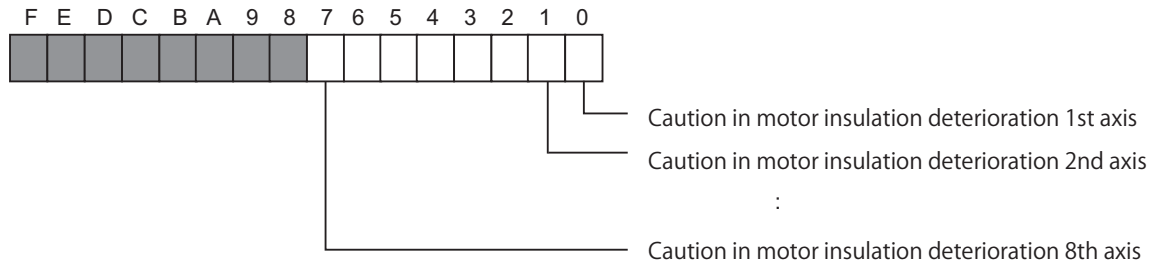 F E D C B A 9 8 7 6 5 4 3 2 1 0
Caution in motor insulation deterioration 1st axis
Caution in motor insulation deterioration 2nd axis
:
Caution in motor insulation deterioration 8th axis